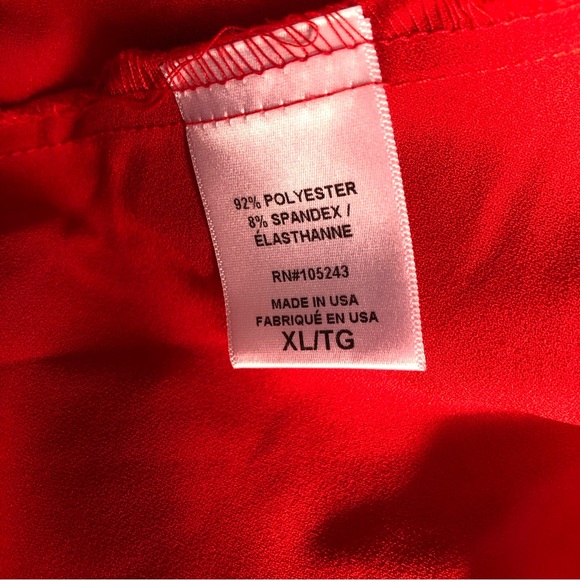 92% POLYESTER
8% SPANDEX /
ÉLASTHANNE
RN#105243
MADE IN USA
FABRIQUÉ EN USA
XL/TG